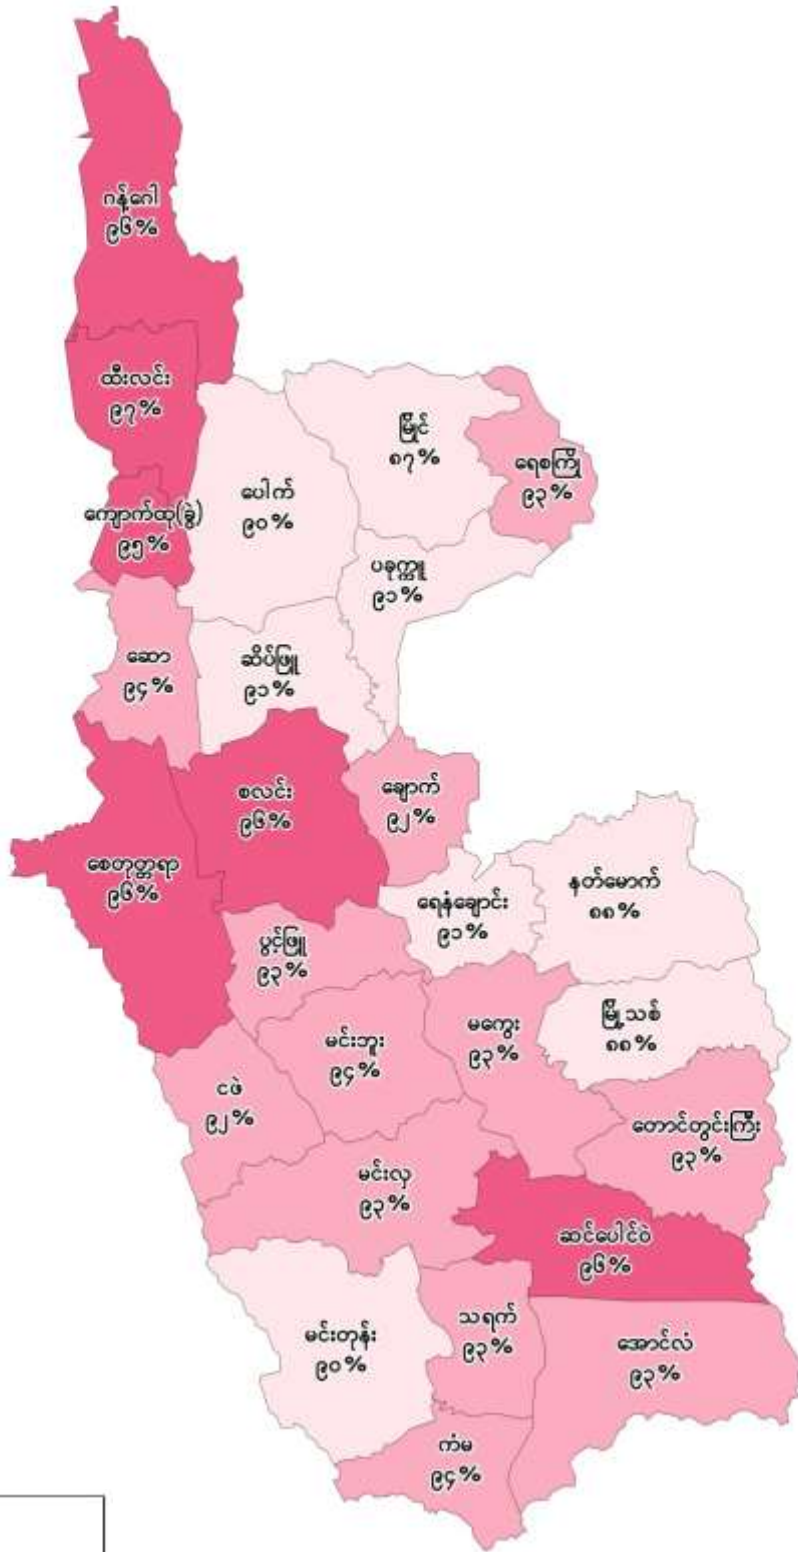 ဂန့်ဂေါ
၉၆%
ထီးလင်း
၉၇%
မြိုင်
၈၇%
ရေစကြို
၉၃%
ပေါက်
၉၀%
ကျောက်ထု(ခွဲ)
၉၅%
ပခုက္ကူ
၉၁%
ဆော
၉၄%
ဆိပ်ဖြူ
၉၁%
စလင်း
၉၆%
ချောက်
၉၂%
စေတုတ္တရာ
၉၆%
ရေနံချောင်း
၉၁%
နတ်မောက်
၈၈%
ပွင့်ဖြူ
၉၃%
မင်းဘူး
၉၄%
မကွေး
၉၃%
မြို့သစ်
၈၈%
ငဖဲ
၉၂%
တောင်တွင်းကြီး
၉၃%
မင်းလှ
၉၃%
ဆင်ပေါင်ဝဲ
၉၆%
မင်းတုန်း
၉၀%
သရက်
၉၃%
အောင်လံ
၉၃%
ကံမ
၉၄%